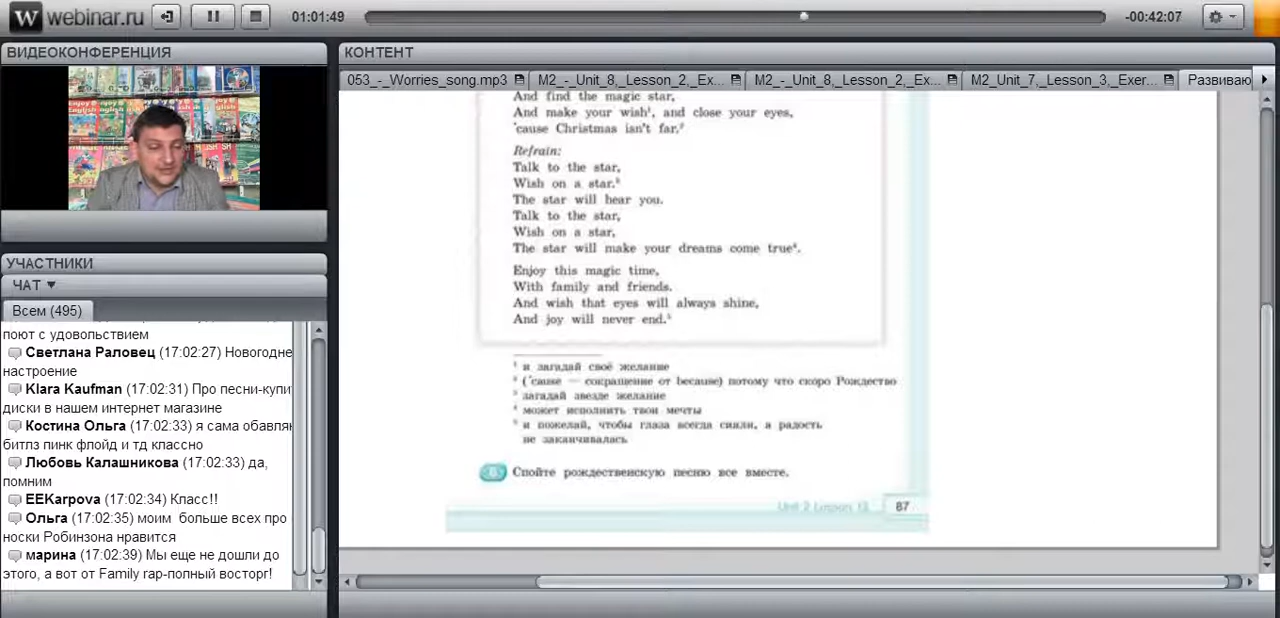 webinar.ru
01:01:49
-00:42:07
ВИДЕОКОНФЕРЕНЦИЯ
КОНТЕНТ
053_-_Worries_song.mp3
M2_-_Unit_8,_Lesson_2,_Ex...
M2_-_Unit_8,_Lesson_2,_Ex...
M2_Unit_7,_Lesson_3,_Exer...
Развиваю
And find the magic star,
And make your wish¹, and close your eyes,
'cause Christmas isn't far.²
Refrain:
Talk to the star,
Wish on a star.³
The star will hear you.
Talk to the star,
Wish on a star,
The star will make your dreams come true⁴.
Enjoy this magic time,
With family and friends.
And wish that eyes will always shine,
And joy will never end.⁵
¹ и загадай своё желание
² ('cause — сокращение от because) потому что скоро Рождество
³ загадай звезде желание
⁴ может исполнить твои мечты
⁵ и пожелай, чтобы глаза всегда сияли, а радость
не заканчивалась
Спойте рождественскую песню все вместе.
Unit 2 Lesson 87
УЧАСТНИКИ
ЧАТ
Всем (495)
поют с удовольствием
Светлана Раловец (17:02:27) Новогодне
настроение
Klara Kaufman (17:02:31) Про песни-купи
диски в нашем интернет магазине
Костина Ольга (17:02:33) я сама обавлян
битлз пинк флойд и тд классно
Любовь Калашникова (17:02:33) да,
помним
EEKarpova (17:02:34) Класс!!
Ольга (17:02:35) моим больше всех про
носки Робинзона нравится
марина (17:02:39) Мы еще не дошли до
этого, а вот от Family rap-полный восторг!